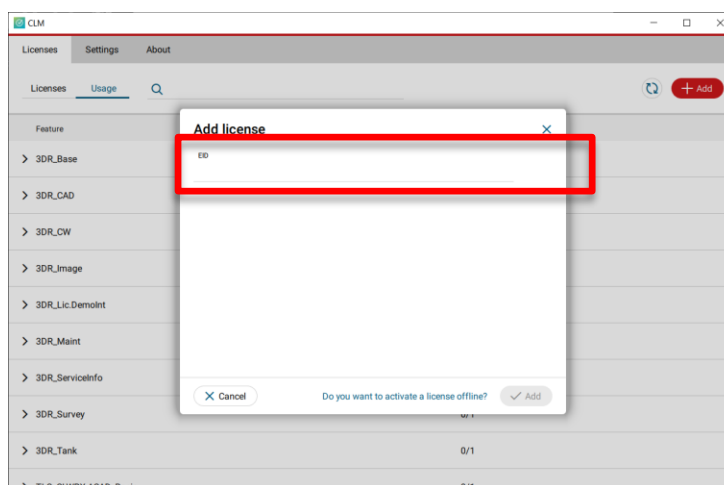 CLM
Licenses Settings About
Licenses Usage
Add
Feature
Add license
EID
3DR_Base
3DR_CAD
3DR_CW
3DR_Image
3DR_Lic.DemoInt
3DR_Maint
3DR_ServiceInfo
Cancel Do you want to activate a license offline? Add
3DR_Survey 0/1
3DR_Tank 0/1